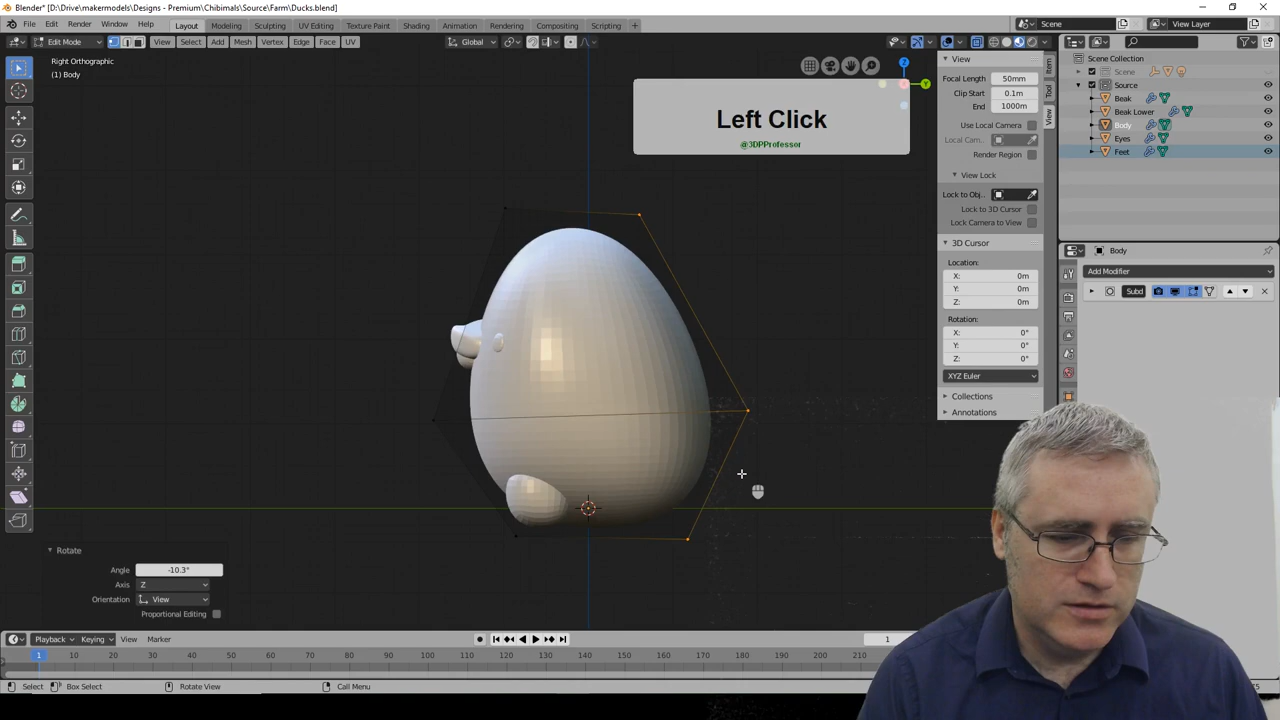 Blender* [D:\Drive\makermodels\Designs - Premium\Chibimals\Source\Farm\Ducks.blend]
File Edit Render Window Help Layout Modeling Sculpting UV Editing Texture Paint Shading Animation Rendering Compositing Scripting + Scene View Layer
Edit Mode View Select Add Mesh Vertex Edge Face UV Global
Right Orthographic
(1) Body
Z
Y
Left Click
@3DPProfessor
View
Focal Length 50mm
Clip Start 0.1m
End 1000m
Use Local Camera
Local Cam..
Render Region
View Lock
Lock to Obj..
Lock to 3D Cursor
Lock Camera to View
3D Cursor
Location:
X: 0m
Y: 0m
Z: 0m
Rotation:
X: 0°
Y: 0°
Z: 0°
XYZ Euler
Collections
Annotations
Item
Tool
View
Scene Collection
Scene
Source
Beak
Beak Lower
Body
Eyes
Feet
Body
Add Modifier
Subd
Rotate
Angle -10.3°
Axis Z
Orientation View
Proportional Editing
Playback Keying View Marker 1
1 10 20 30 40 50 60 70 80 90 100 110 120 130 140 150 160 170 180 190 200 210
Select Box Select Rotate View Call Menu